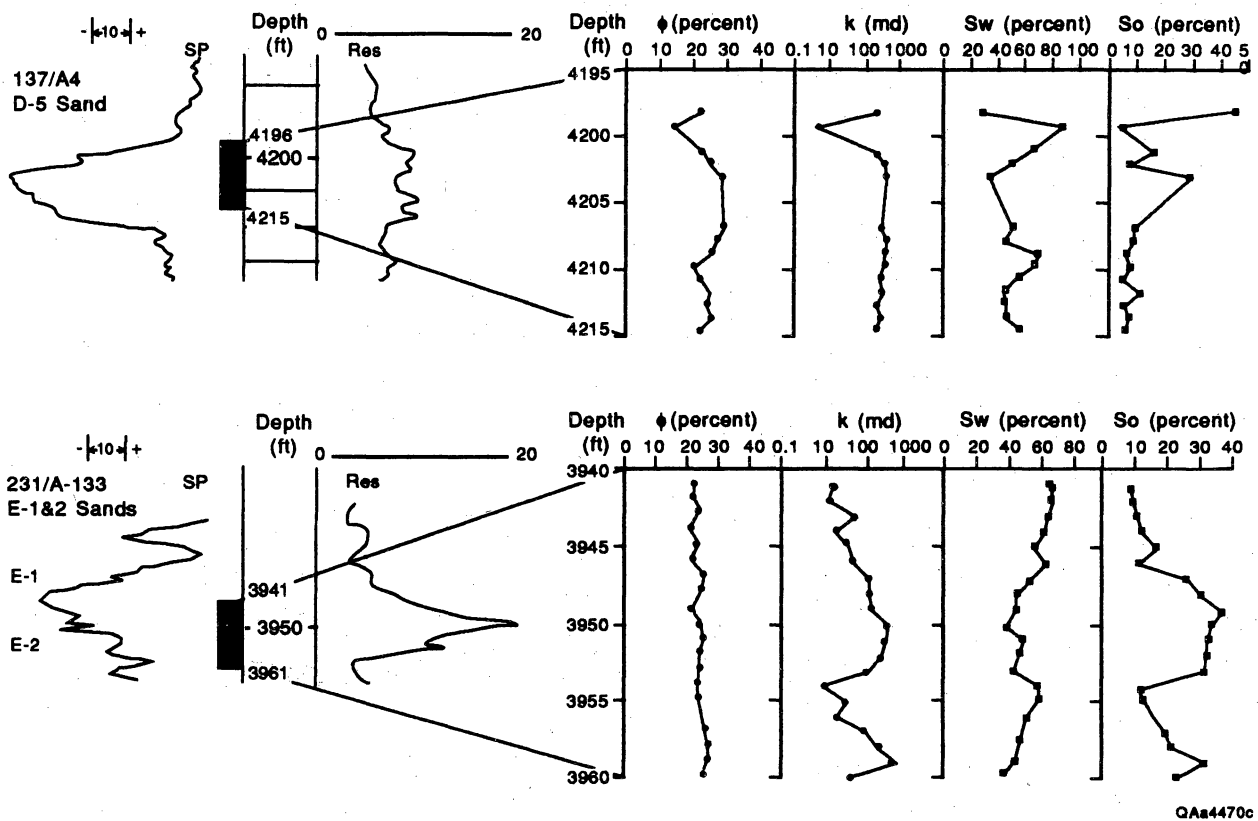 - 10 +
SP
137/A4
D-5 Sand
Depth
(ft)
0 20
Res
4196
4200
4215
Depth ϕ (percent) k (md) Sw (percent) So (percent)
(ft) 0 10 20 30 40 0.1 10 100 1000 20 40 60 80 100 0 10 20 30 40 5
0
4195
4200
4205
4210
4215
- 10 +
231/A-133 SP
E-1&2 Sands
E-1
E-2
Depth
(ft)
0 20
Res
3941
3950
3961
Depth ϕ (percent) k (md) Sw (percent) So (percent)
(ft) 0 10 20 30 40 0.1 10 100 1000 0 20 40 60 80 0 10 20 30 40
3940
3945
3950
3955
3960
QAa4470c